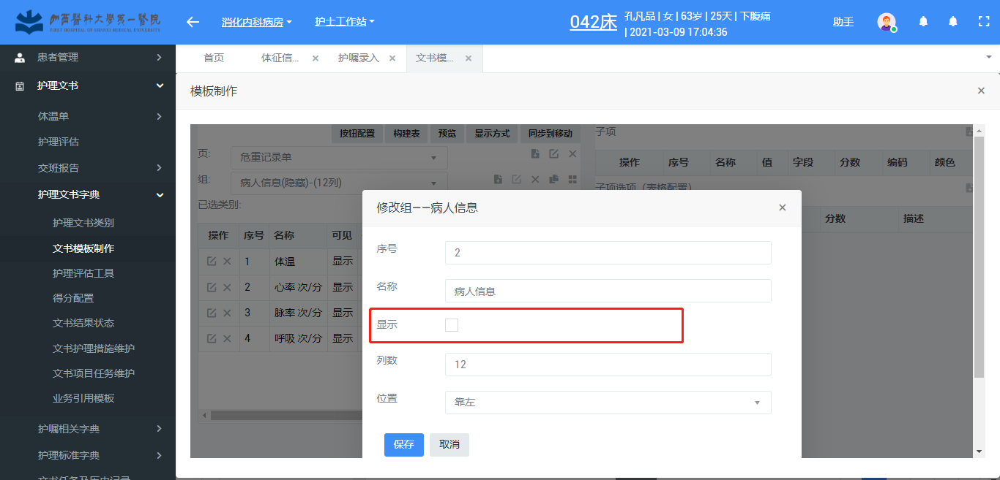 山西醫科大學第一醫院
FIRST HOSPITAL OF SHANXI MEDICAL UNIVERSITY
消化内科病房
护士工作站
042床
孔凡品 | 女 | 63岁 | 25天 | 下腹痛
| 2021-03-09 17:04:36
助手
患者管理
护理文书
体温单
护理评估
交班报告
护理文书字典
护理文书类别
文书模板制作
护理评估工具
得分配置
文书结果状态
文书护理措施维护
文书项目任务维护
业务引用模板
护嘱相关字典
护理标准字典
文书任务及历史记录
首页
体征信...
护嘱录入
文书模...
模板制作
按钮配置 构建表 预览 显示方式 同步到移动
页: 危重记录单
组: 病人信息(隐藏)-(12列)
已选类别:
操作 序号 名称 可见
1 体温 显示
2 心率 次/分 显示
3 脉率 次/分 显示
4 呼吸 次/分 显示
子项
操作 序号 名称 值 字段 分数 编码 颜色
子项选项（表格配置）
分数 描述
修改组——病人信息
序号 2
名称 病人信息
显示
列数 12
位置 靠左
保存 取消